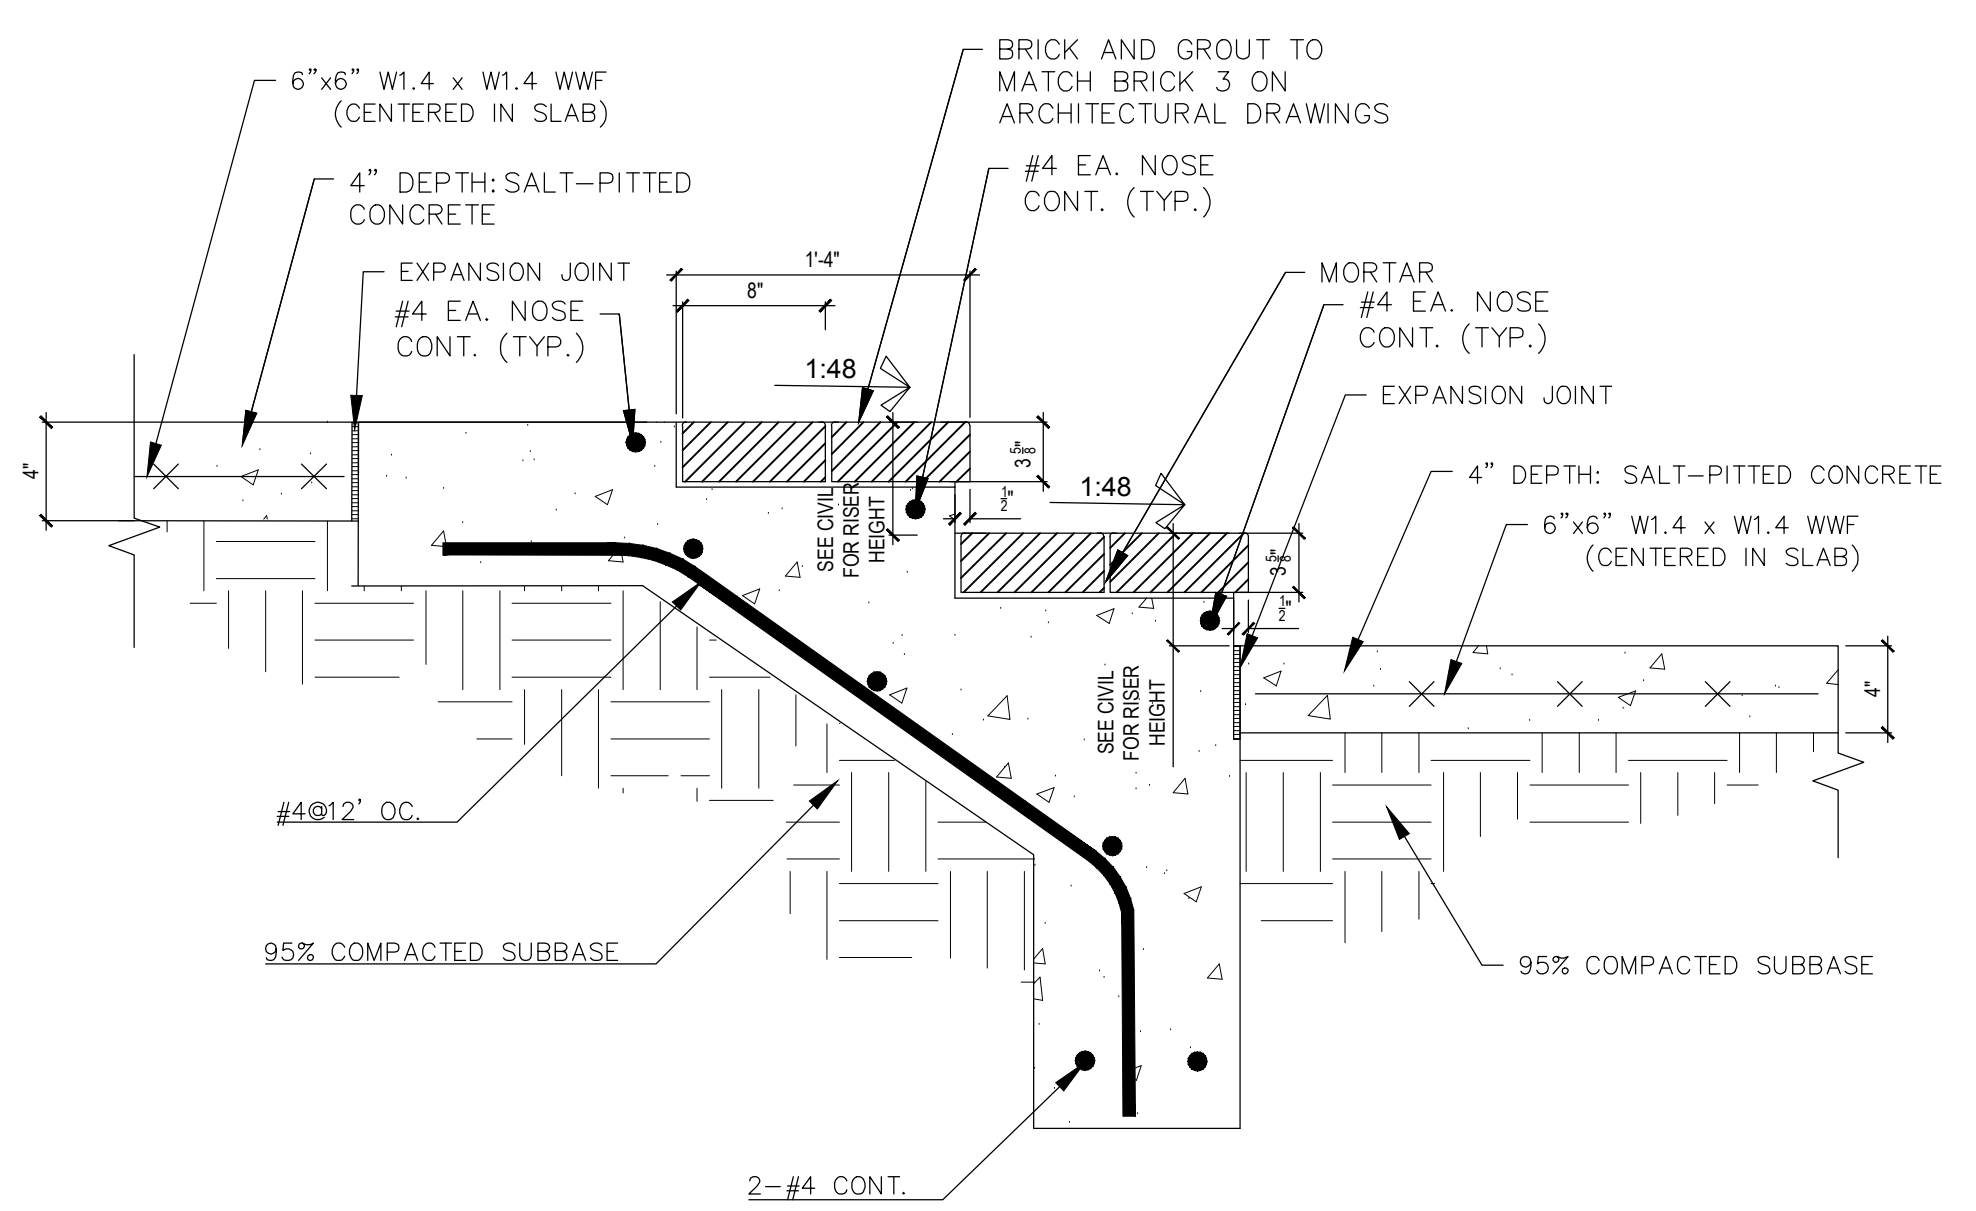 BRICK AND GROUT TO
MATCH BRICK 3 ON
ARCHITECTURAL DRAWINGS
6”x6” W1.4 x W1.4 WWF
(CENTERED IN SLAB)
#4 EA. NOSE
CONT. (TYP.)
4” DEPTH: SALT-PITTED
CONCRETE
EXPANSION JOINT
#4 EA. NOSE
CONT. (TYP.)
1'-4"
8"
1:48
MORTAR
#4 EA. NOSE
CONT. (TYP.)
EXPANSION JOINT
4"
3 5/8"
1/2"
SEE CIVIL
FOR RISER
HEIGHT
1:48
4” DEPTH: SALT-PITTED CONCRETE
6”x6” W1.4 x W1.4 WWF
(CENTERED IN SLAB)
3 5/8"
1/2"
SEE CIVIL
FOR RISER
HEIGHT
4"
#4@12’ OC.
95% COMPACTED SUBBASE
95% COMPACTED SUBBASE
2-#4 CONT.